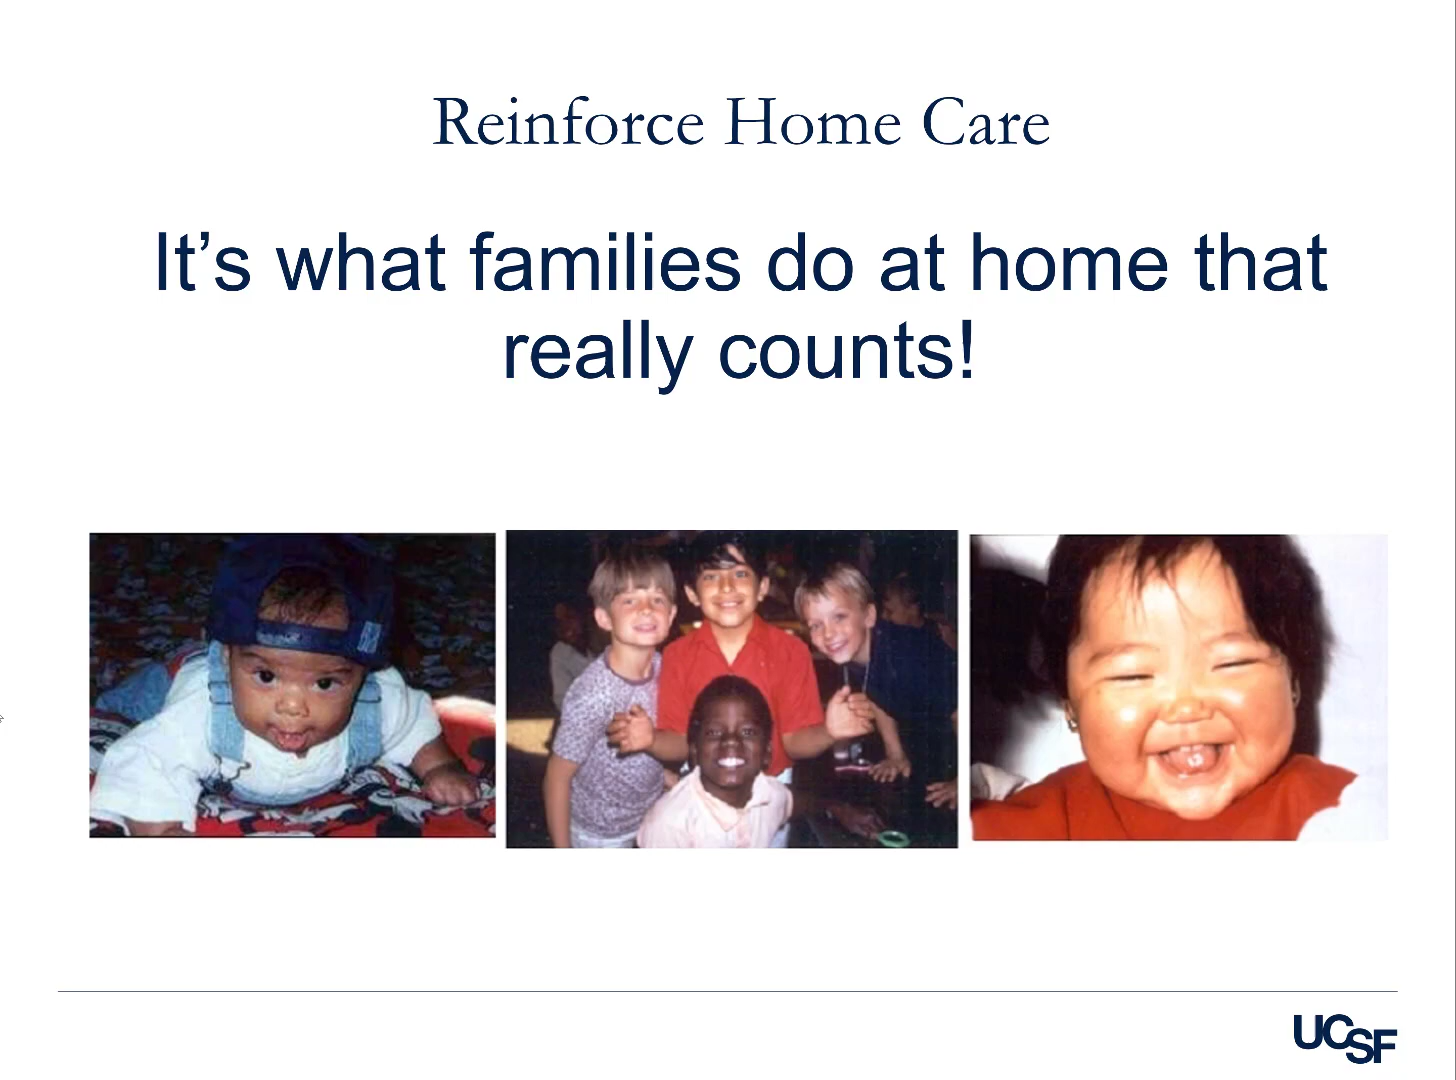 Reinforce Home Care
It’s what families do at home that
really counts!
UCSF